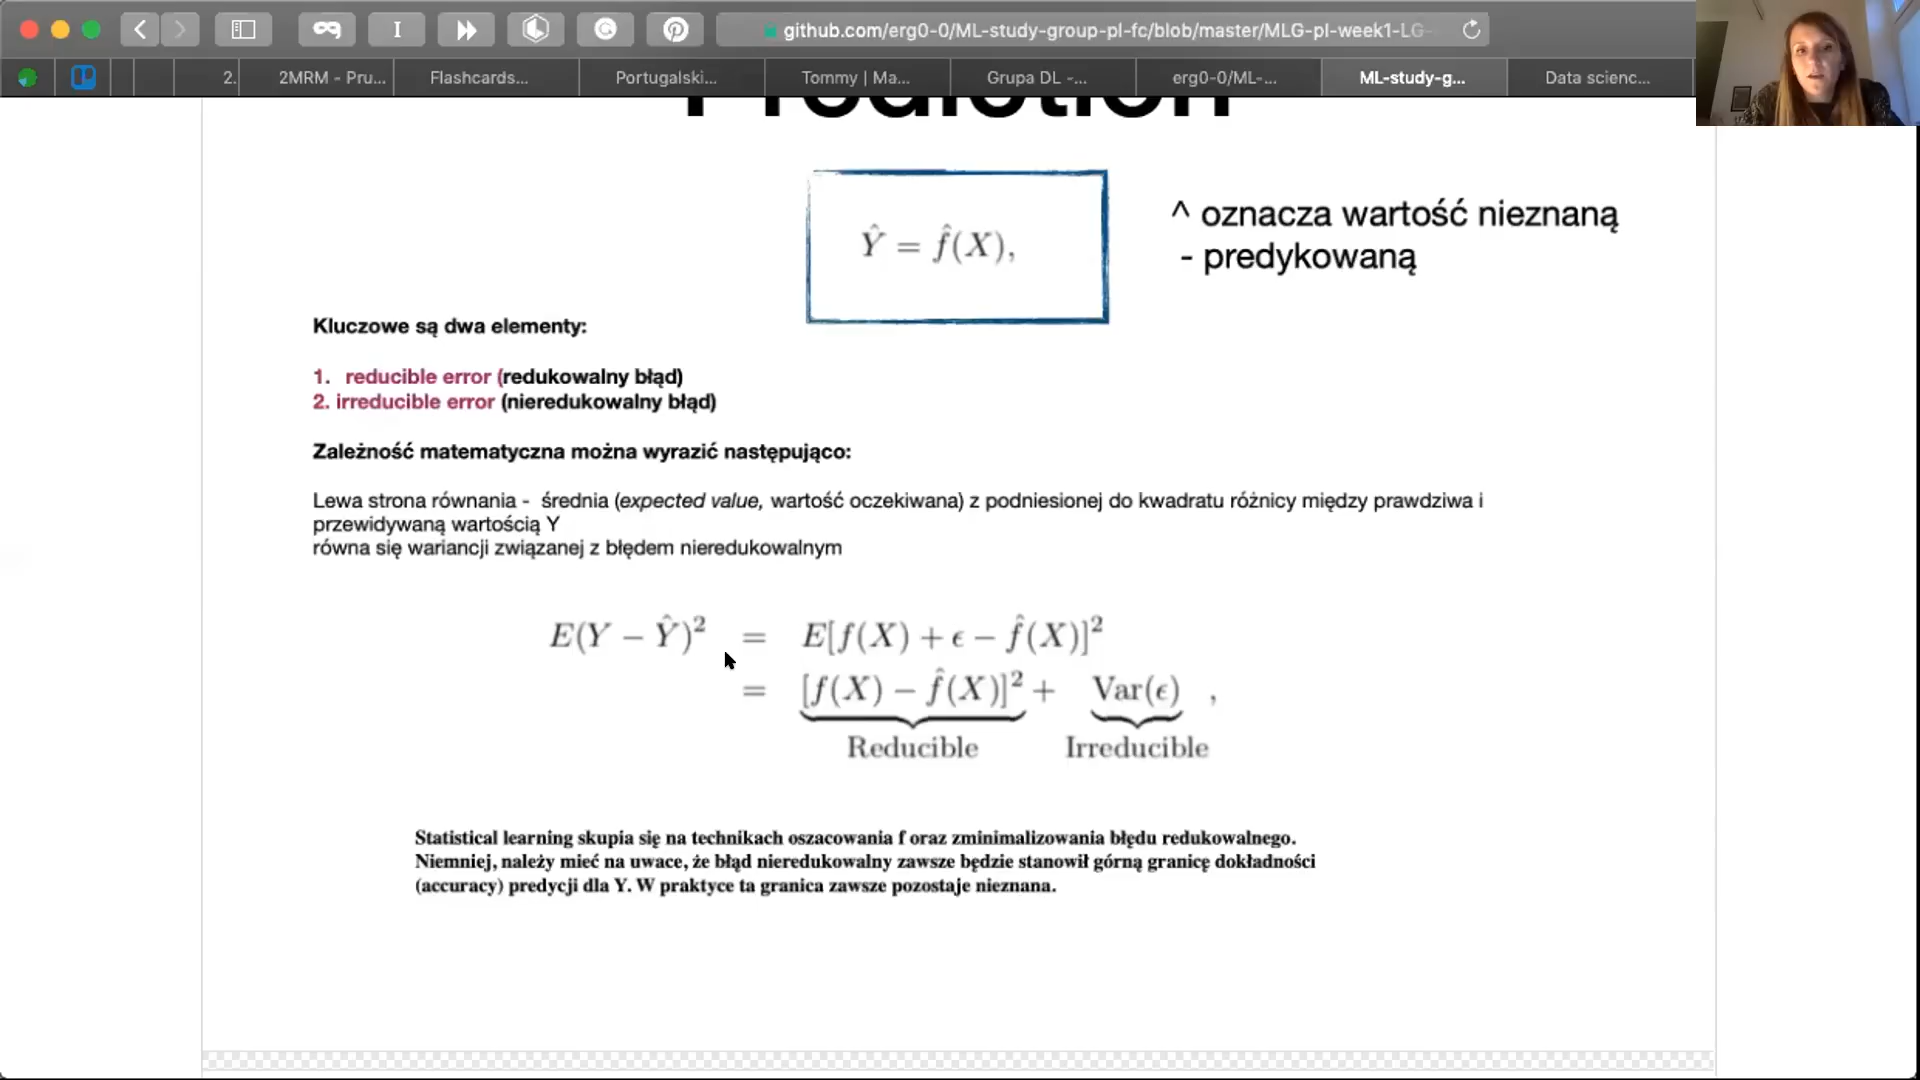 github.com/erg0-0/ML-study-group-pl-fc/blob/master/MLG-pl-week1-LG-
2.
2MRM - Pru...
Flashcards...
Portugalski...
Tommy | Ma...
Grupa DL -...
erg0-0/ML-...
ML-study-g...
Data scienc...
Prediction
Ŷ = f̂(X),
^ oznacza wartość nieznaną
- predykowaną
Kluczowe są dwa elementy:
1. reducible error (redukowalny błąd)
2. irreducible error (nieredukowalny błąd)
Zależność matematyczna można wyrazić następująco:
Lewa strona równania - średnia (expected value, wartość oczekiwana) z podniesionej do kwadratu różnicy między prawdziwa i
przewidywaną wartością Y
równa się wariancji związanej z błędem nieredukowalnym
E(Y − Ŷ)² = E[f(X) + ϵ − f̂(X)]²
= [f(X) − f̂(X)]² + Var(ϵ) ,
Reducible Irreducible
Statistical learning skupia się na technikach oszacowania f oraz zminimalizowania błędu redukowalnego.
Niemniej, należy mieć na uwace, że błąd nieredukowalny zawsze będzie stanowił górną granicę dokładności
(accuracy) predycji dla Y. W praktyce ta granica zawsze pozostaje nieznana.